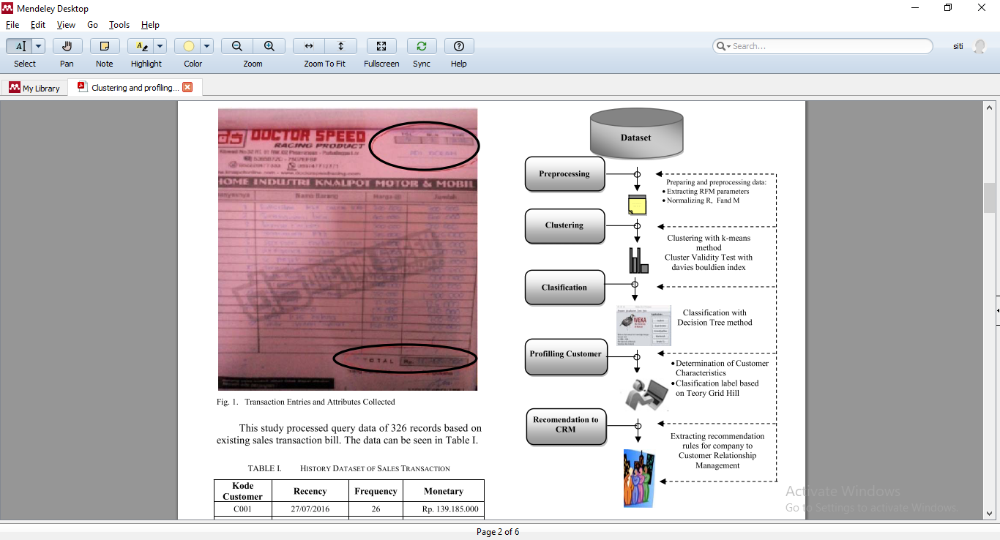 Mendeley Desktop
File Edit View Go Tools Help
Search...
siti
Select Pan Note Highlight Color Zoom Zoom To Fit Fullscreen Sync Help
My Library
Clustering and profiling...
DOCTOR SPEED
RACING PRODUCT
HOME INDUSTRI KNALPOT MOTOR & MOBIL
Nama Barang Harga @ Jumlah
TOTAL Rp.
Fig. 1. Transaction Entries and Attributes Collected
This study processed query data of 326 records based on
existing sales transaction bill. The data can be seen in Table I.
TABLE I. HISTORY DATASET OF SALES TRANSACTION
Kode
Customer
Recency
Frequency
Monetary
C001 27/07/2016 26 Rp. 139.185.000
Dataset
Preprocessing
Preparing and preprocessing data:
• Extracting RFM parameters
• Normalizing R, Fand M
Clustering
Clustering with k-means
method
Cluster Validity Test with
davies bouldien index
Clasification
WEKA
Classification with
Decision Tree method
Profilling Customer
• Determination of Customer
Characteristics
• Clasification label based
on Teory Grid Hill
Recomendation to
CRM
Extracting recommendation
rules for company to
Customer Relationship
Management
Activate Windows
Go to Settings to activate Windows.
Page 2 of 6